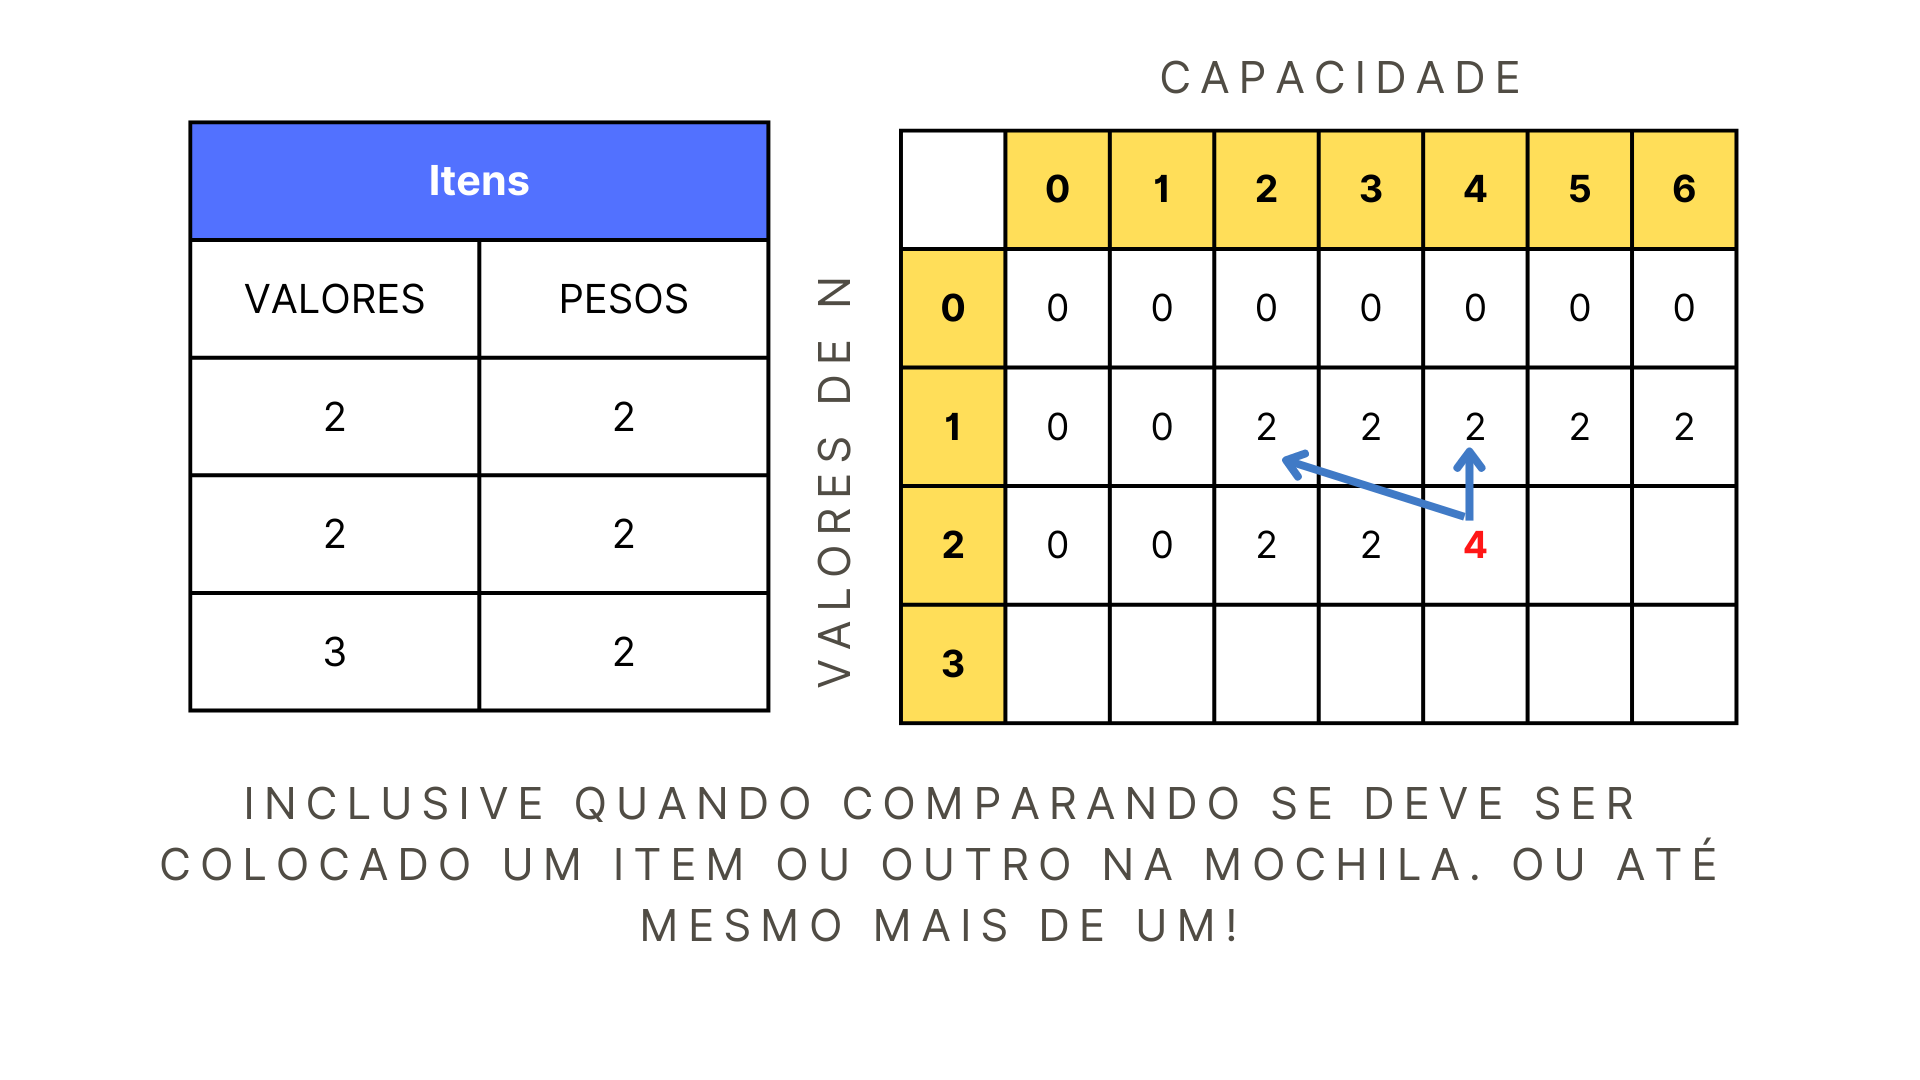 Itens
VALORES PESOS
2 2
2 2
3 2
CAPACIDADE
VALORES DE N
0 1 2 3 4 5 6
0 0 0 0 0 0 0 0
1 0 0 2 2 2 2 2
2 0 0 2 2 4
3
INCLUSIVE QUANDO COMPARANDO SE DEVE SER
COLOCADO UM ITEM OU OUTRO NA MOCHILA. OU ATÉ
MESMO MAIS DE UM!